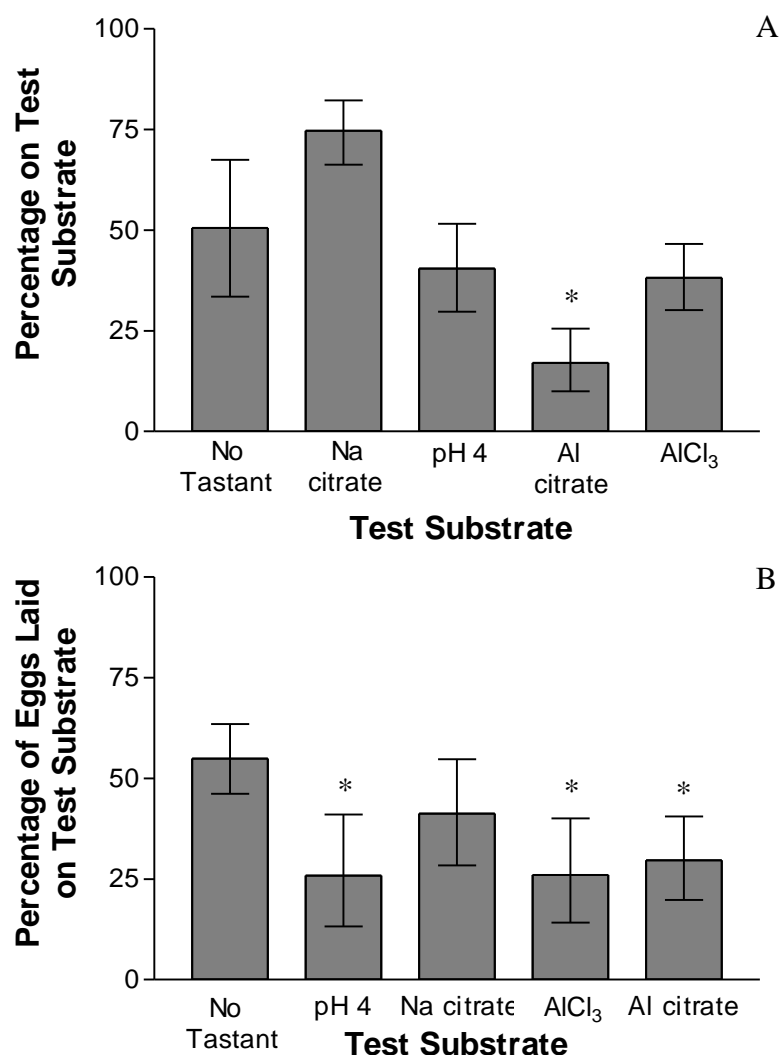 A
100
75
50
25
0
Percentage on Test
Substrate
*
No
Tastant
Na
citrate
pH 4
Al
citrate
AlCl₃
Test Substrate
B
100
75
50
25
0
Percentage of Eggs Laid
on Test Substrate
*
*
*
No
Tastant
pH 4
Na citrate
AlCl₃
Al citrate
Test Substrate